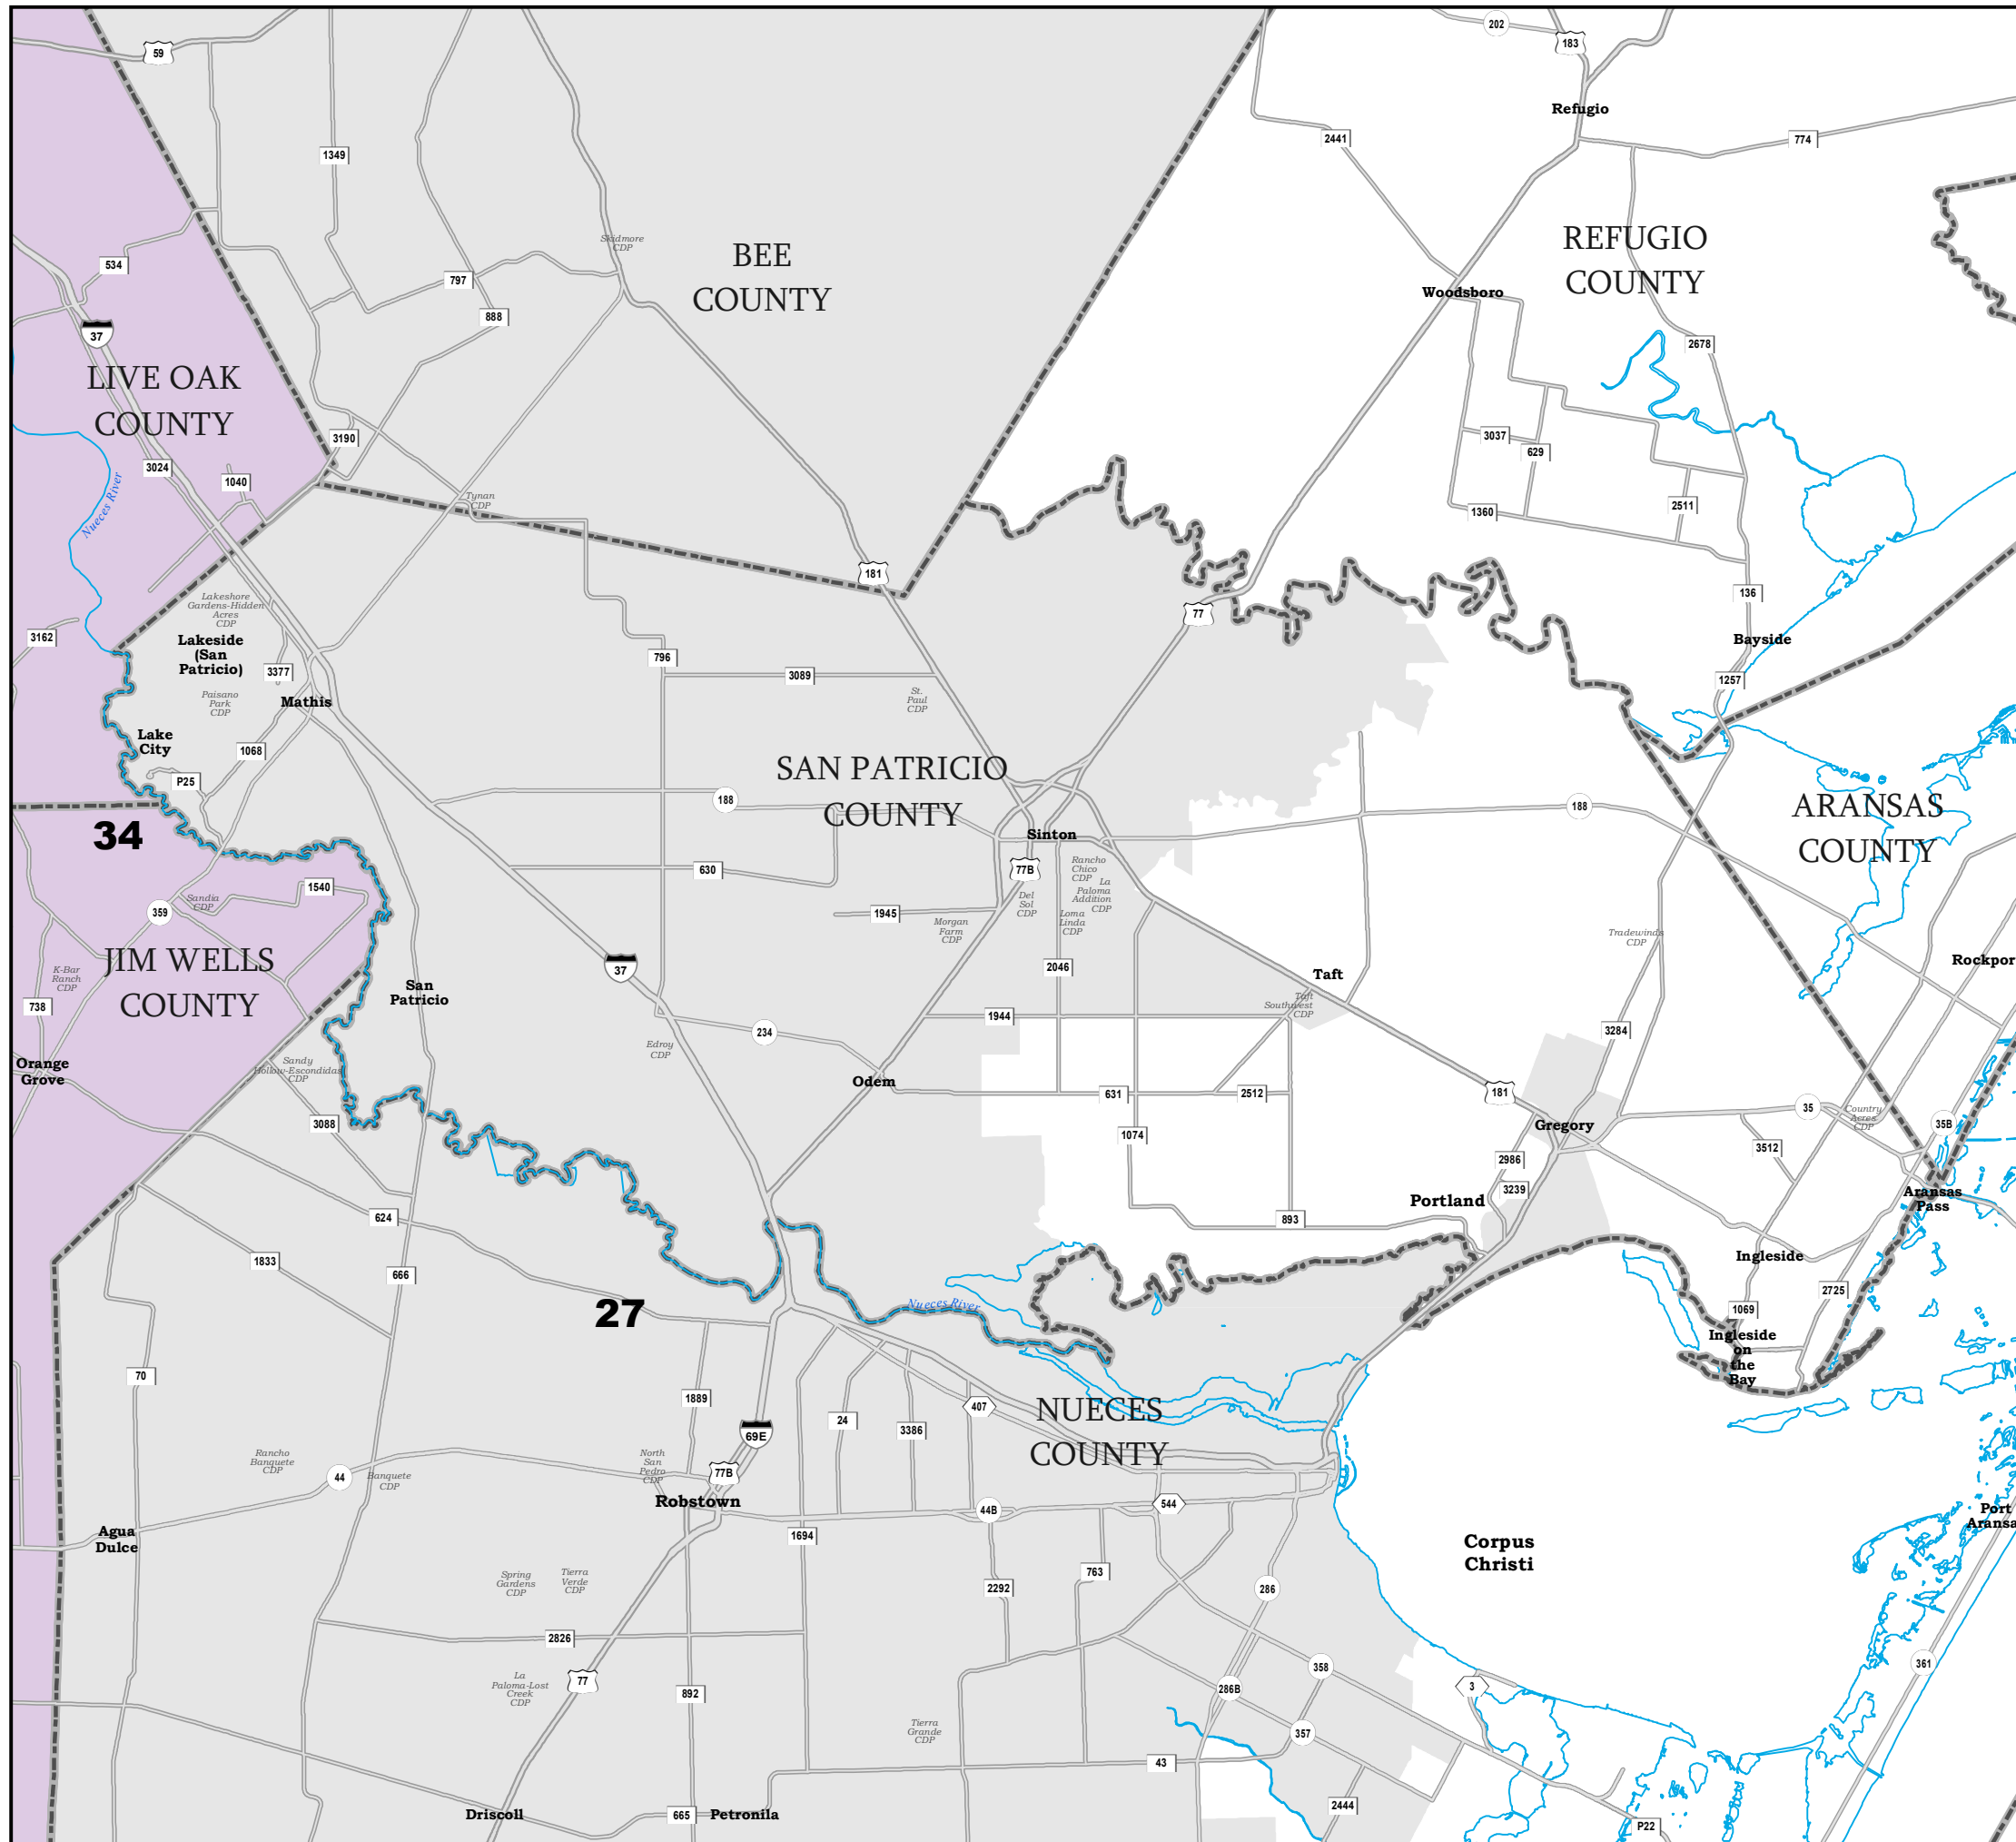 202
59
183
Refugio
2441
774
1349
REFUGIO
COUNTY
Skidmore
CDP
BEE
COUNTY
534
797
Woodsboro
888
37
2678
LIVE OAK
COUNTY
3190
3037
629
3024
1040
Nueces River
Tynan
CDP
2511
1360
181
136
Lakeshore
Gardens-Hidden
Acres
CDP
77
3162
Lakeside
(San
Patricio)
Bayside
796
3377
3089
1257
Paisano
Park
CDP
St.
Paul
CDP
Mathis
Lake
City
1068
SAN PATRICIO
COUNTY
P25
188
188
ARANSAS
COUNTY
34
Sinton
630
77B
Rancho
Chico
CDP
La
Paloma
Addition
CDP
1540
Sandia
CDP
359
Del
Sol
CDP
1945
Loma
Linda
CDP
Morgan
Farm
CDP
Tradewinds
CDP
JIM WELLS
COUNTY
K-Bar
Ranch
CDP
37
2046
Rockpor
Taft
San
Patricio
738
Taft
Southwest
CDP
1944
234
3284
Edroy
CDP
Orange
Grove
Sandy
Hollow-Escondidas
CDP
Odem
631
2512
181
35
Country
Acres
CDP
35B
3088
Gregory
1074
3512
2986
3239
Aransas
Pass
Portland
624
893
1833
Ingleside
666
2725
27
Nueces River
1069
Ingleside
on
the
Bay
70
1889
407
24
NUECES
COUNTY
3386
69E
Rancho
Banquete
CDP
44
Banquete
CDP
North
San
Pedro
CDP
77B
Robstown
544
44B
Port
Aransa
Agua
Dulce
1694
Corpus
Christi
Spring
Gardens
CDP
Tierra
Verde
CDP
763
2292
286
2826
358
361
La
Paloma-Lost
Creek
CDP
77
892
286B
3
Tierra
Grande
CDP
357
43
2444
Driscoll
665
Petronila
P22